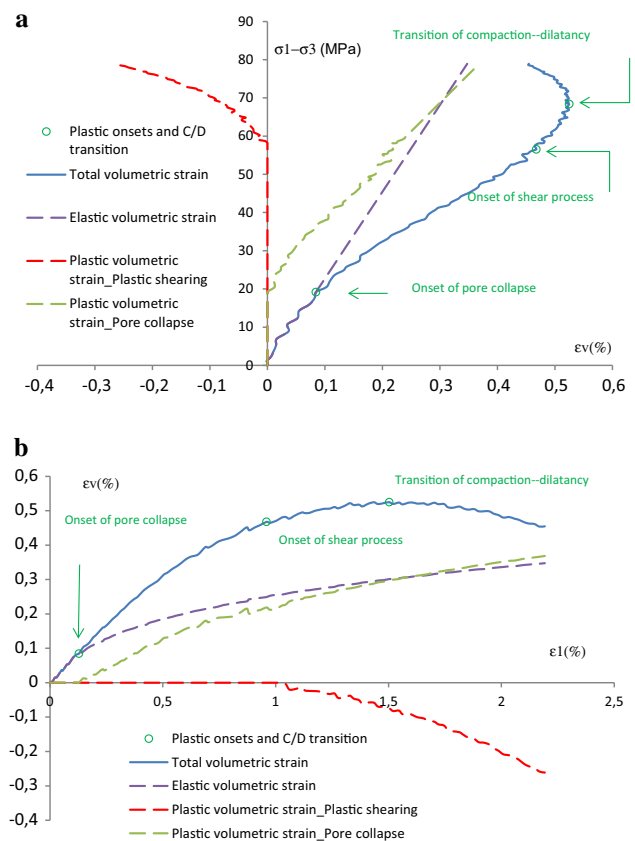 a
σ1−σ3 (MPa)
Transition of compaction--dilatancy
Plastic onsets and C/D
transition
Total volumetric strain
Elastic volumetric strain
Plastic volumetric
strain_Plastic shearing
Plastic volumetric
strain_Pore collapse
Onset of shear process
Onset of pore collapse
εv(%)
90
80
70
60
50
40
30
20
10
0
-0,4 -0,3 -0,2 -0,1 0 0,1 0,2 0,3 0,4 0,5 0,6
b
εv(%)
Transition of compaction--dilatancy
Onset of pore collapse
Onset of shear process
ε1(%)
0,6
0,5
0,4
0,3
0,2
0,1
0
-0,1
-0,2
-0,3
-0,4
0 0,5 1 1,5 2 2,5
Plastic onsets and C/D transition
Total volumetric strain
Elastic volumetric strain
Plastic volumetric strain_Plastic shearing
Plastic volumetric strain_Pore collapse